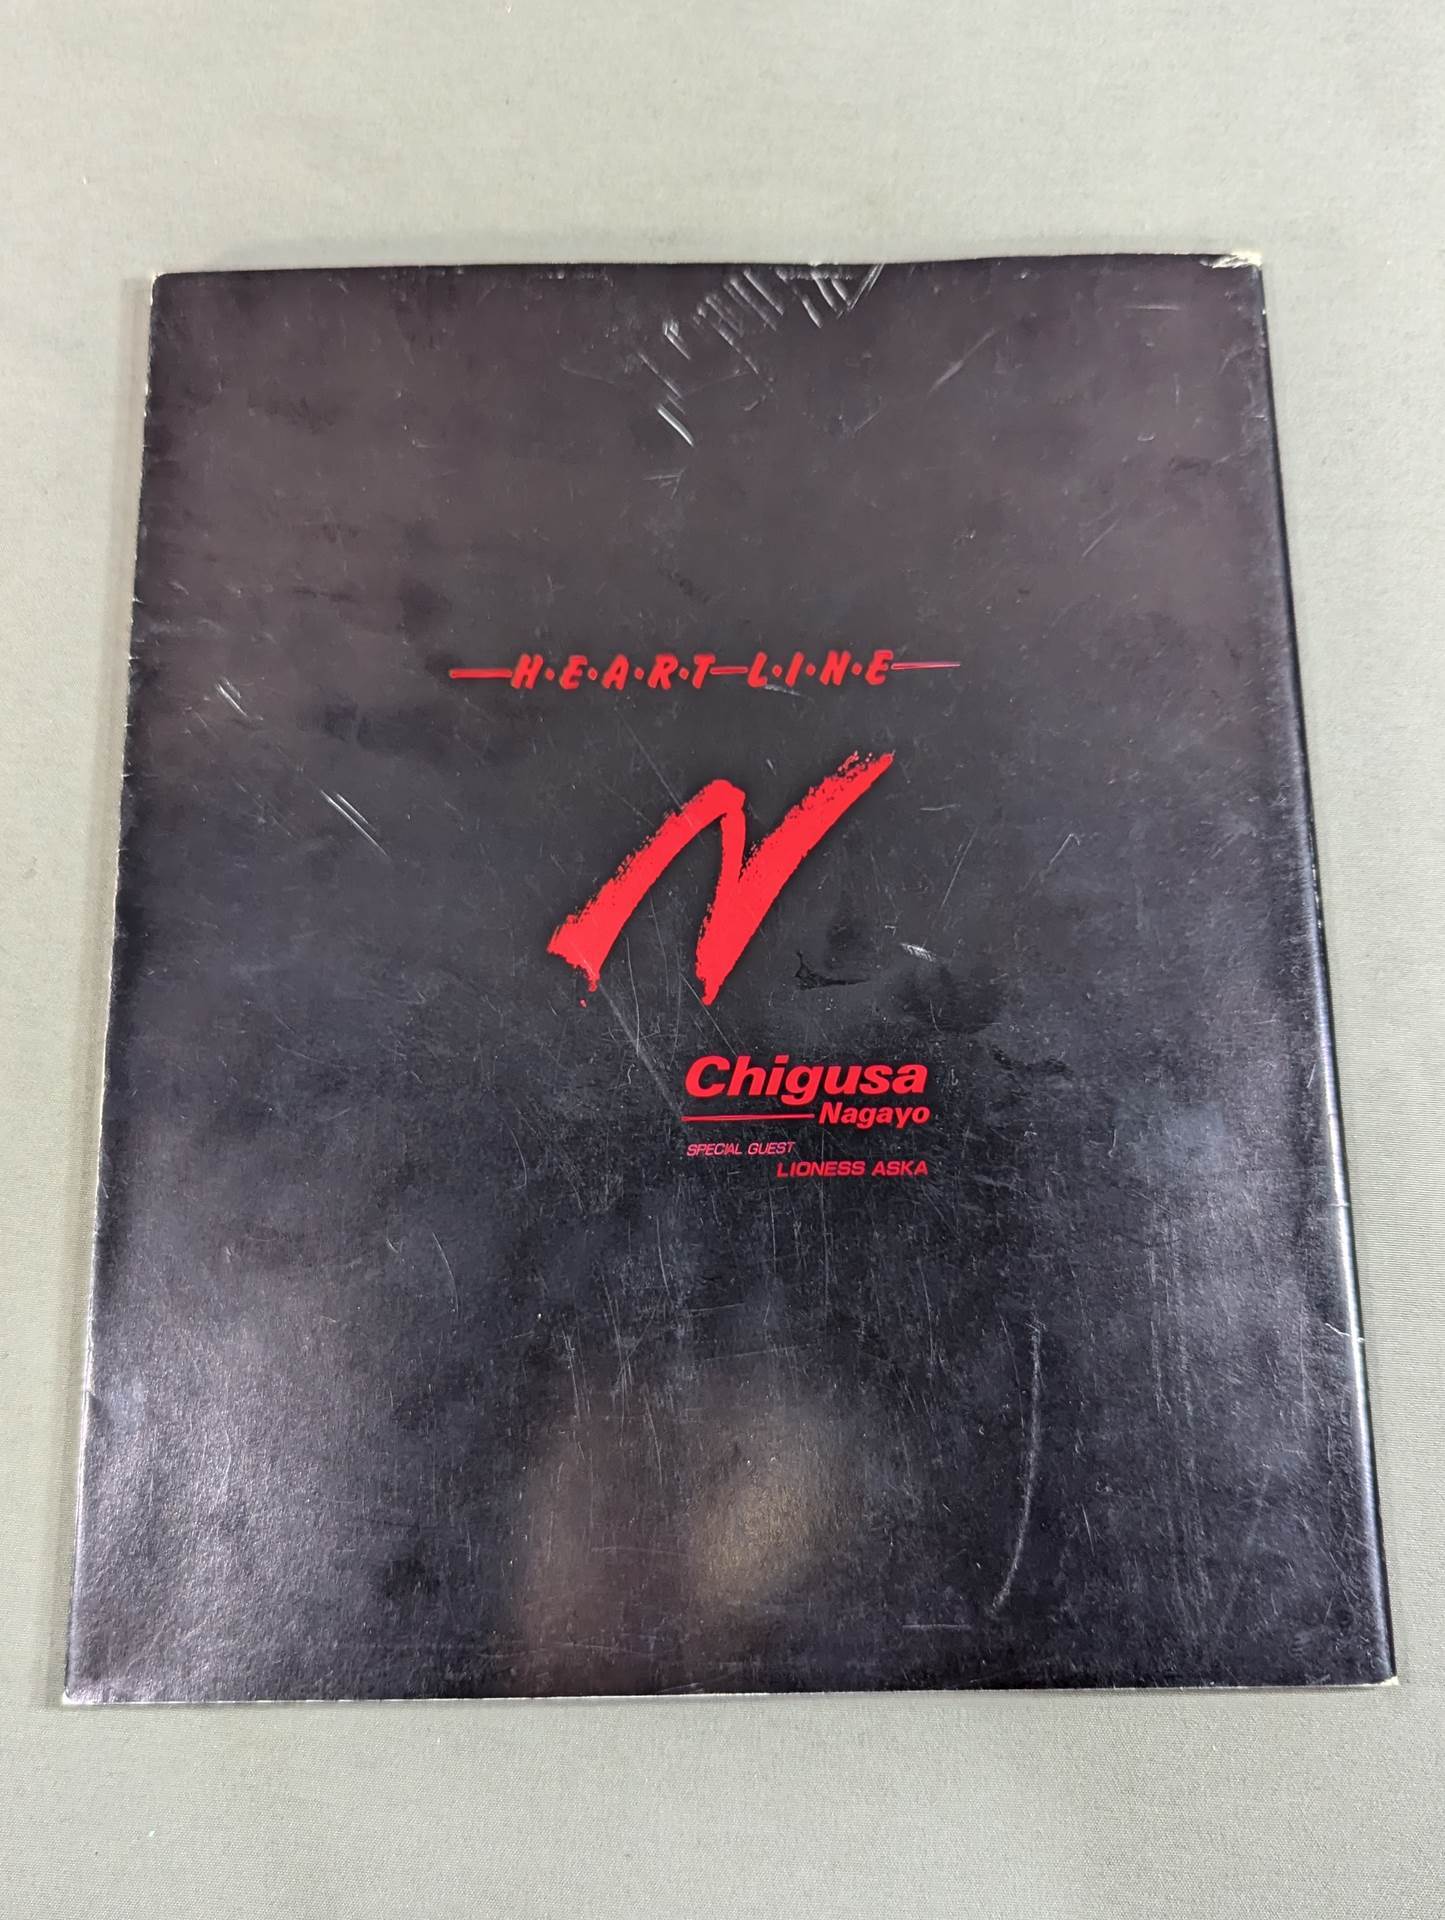 H·E·A·R·T—L·I·N·E
N
Chigusa
Nagayo
SPECIAL GUEST
LIONESS ASKA